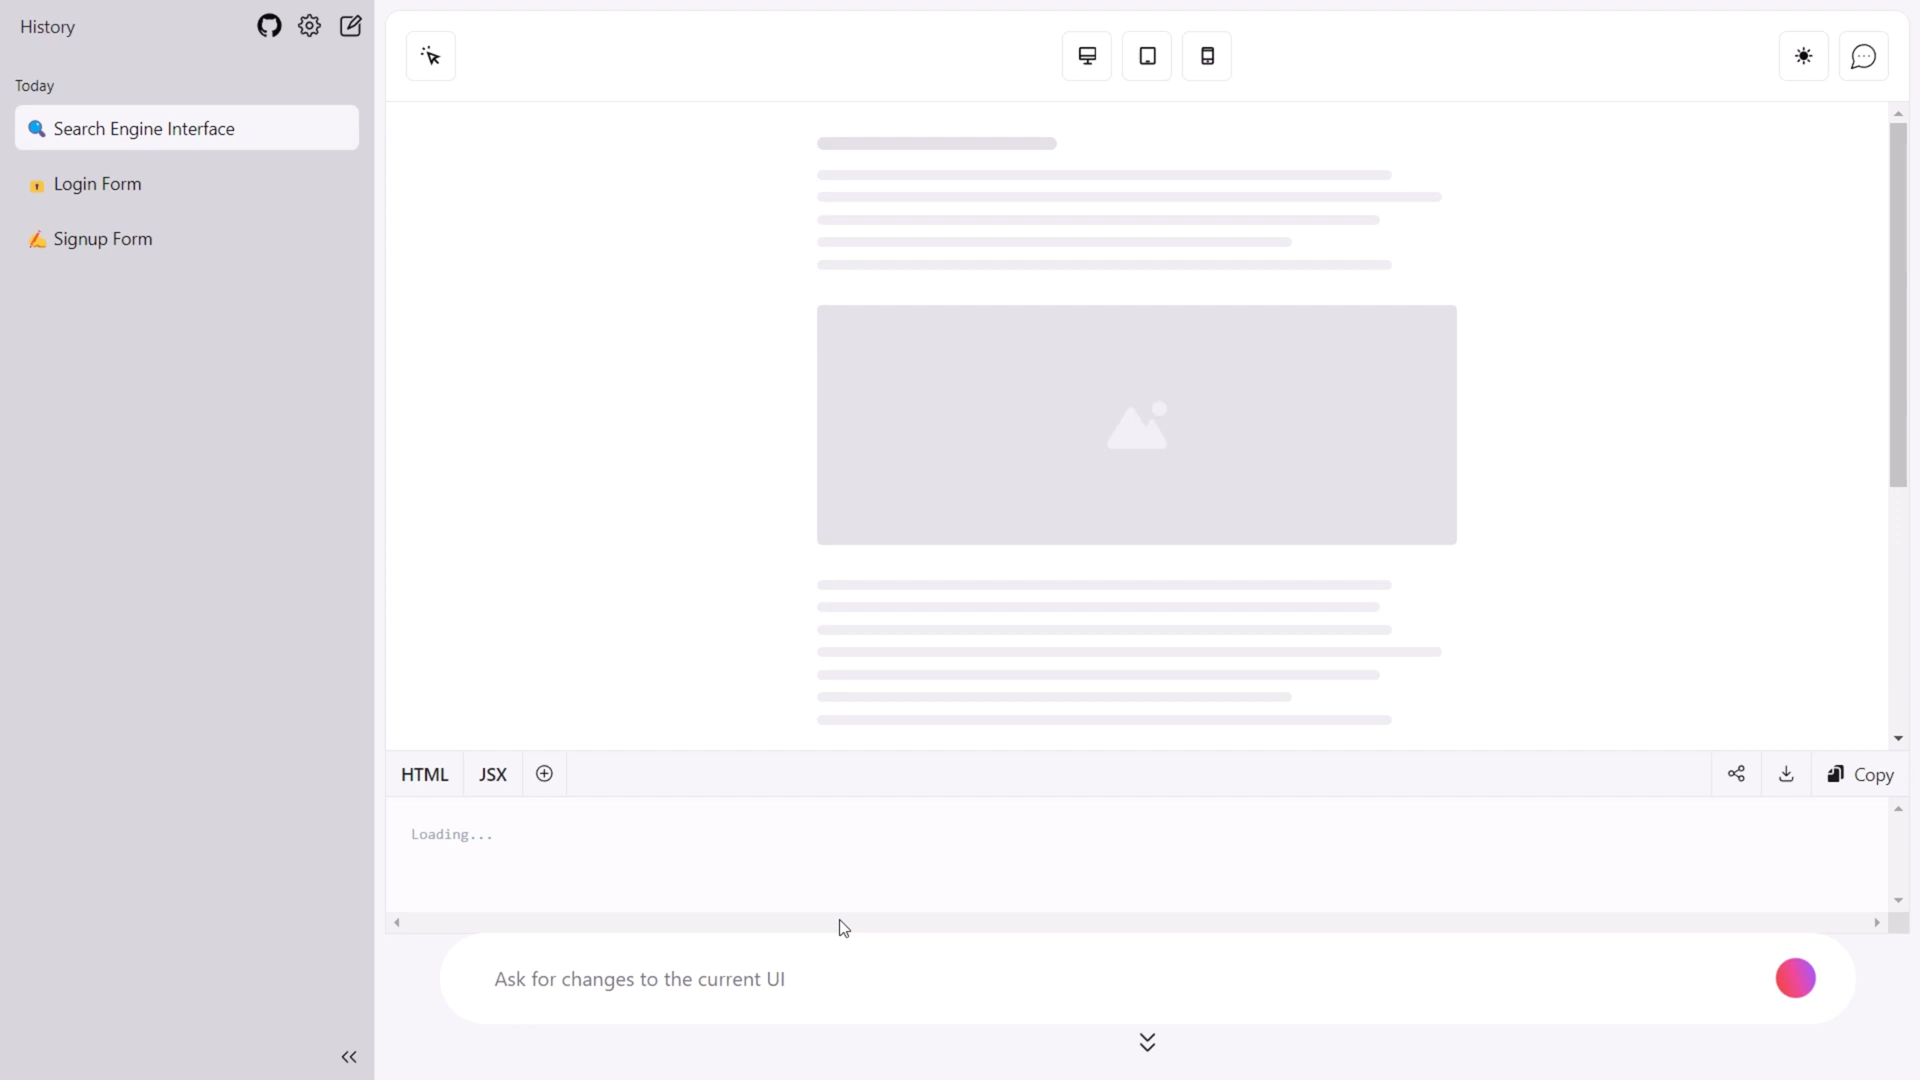 History
Today
Search Engine Interface
Login Form
Signup Form
HTML
JSX
Copy
Loading...
Ask for changes to the current UI